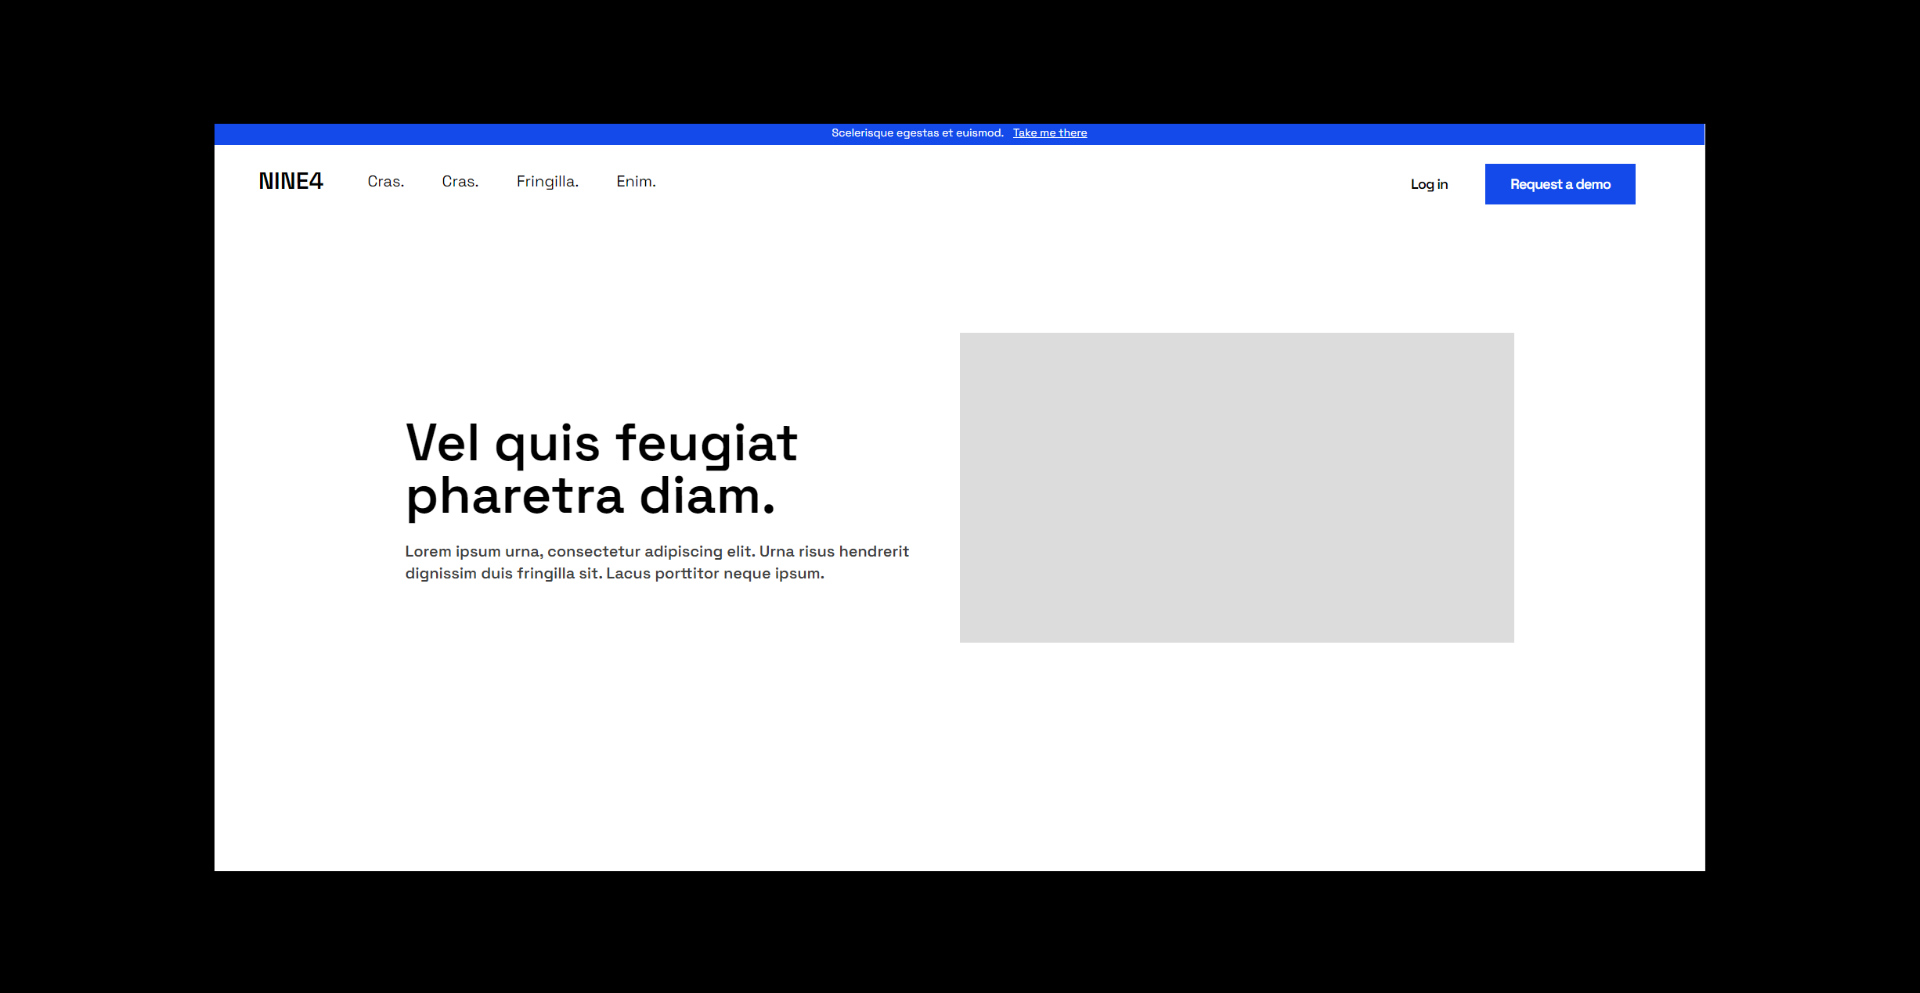 Scelerisque egestas et euismod. Take me there
NINE4 Cras. Cras. Fringilla. Enim. Log in Request a demo
Vel quis feugiat
pharetra diam.
Lorem ipsum urna, consectetur adipiscing elit. Urna risus hendrerit
dignissim duis fringilla sit. Lacus porttitor neque ipsum.